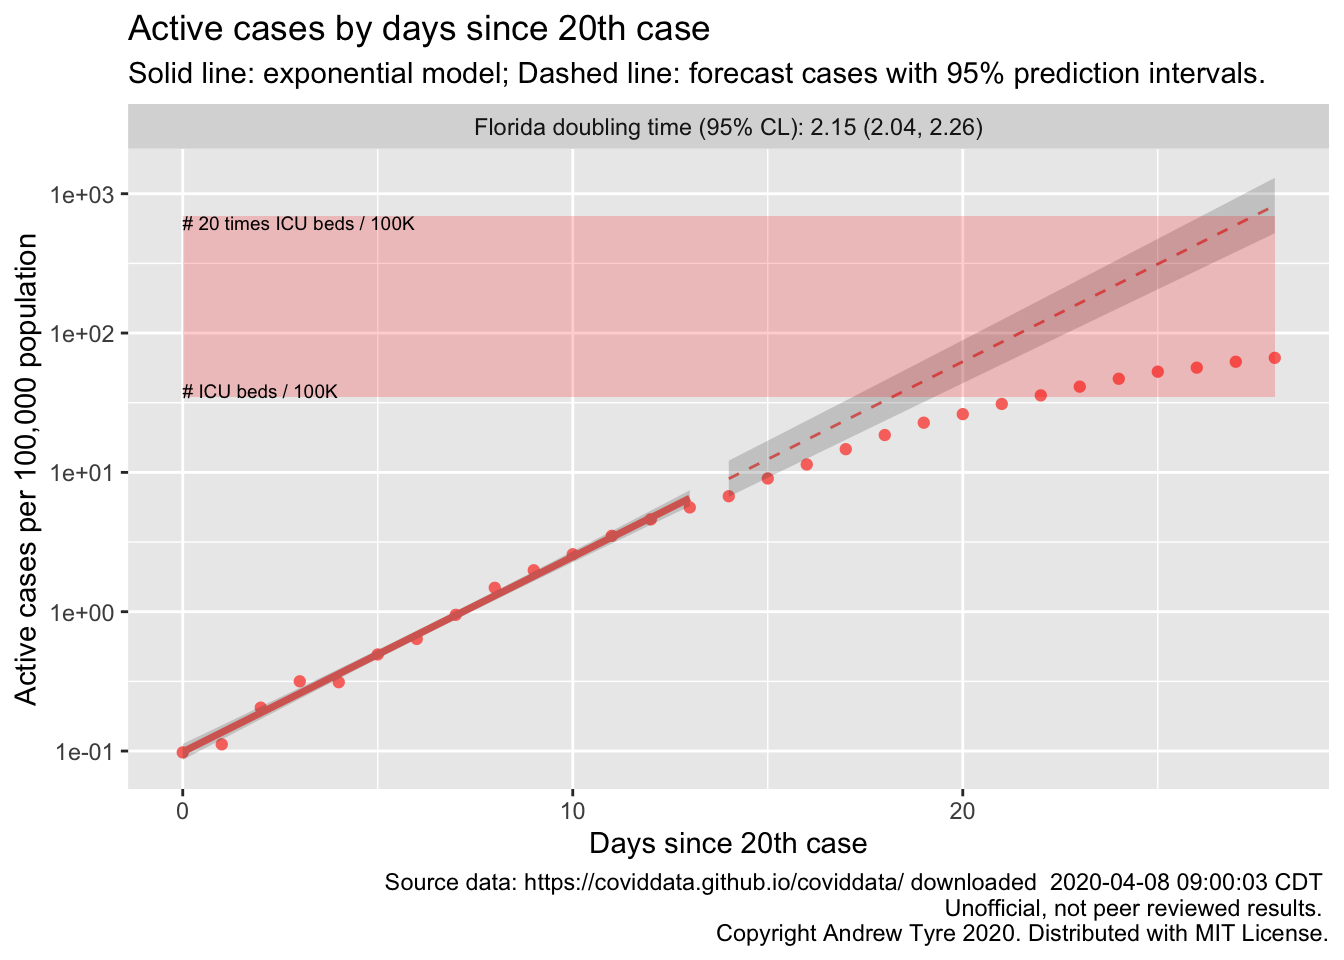 Active cases by days since 20th case
Solid line: exponential model; Dashed line: forecast cases with 95% prediction intervals.
Florida doubling time (95% CL): 2.15 (2.04, 2.26)
Active cases per 100,000 population
1e+03
# 20 times ICU beds / 100K
1e+02
# ICU beds / 100K
1e+01
1e+00
1e-01
0
10
20
Days since 20th case
Source data: https://coviddata.github.io/coviddata/ downloaded  2020-04-08 09:00:03 CDT
Unofficial, not peer reviewed results.
Copyright Andrew Tyre 2020. Distributed with MIT License.